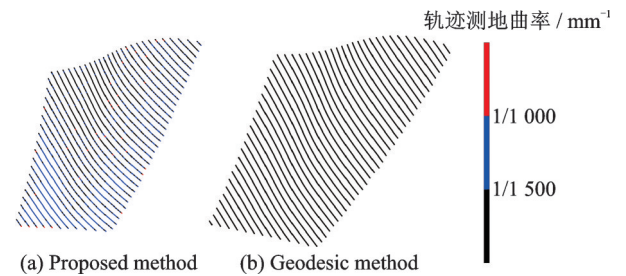 轨迹测地曲率 / mm⁻¹
1/1 000
1/1 500
(a) Proposed method
(b) Geodesic method